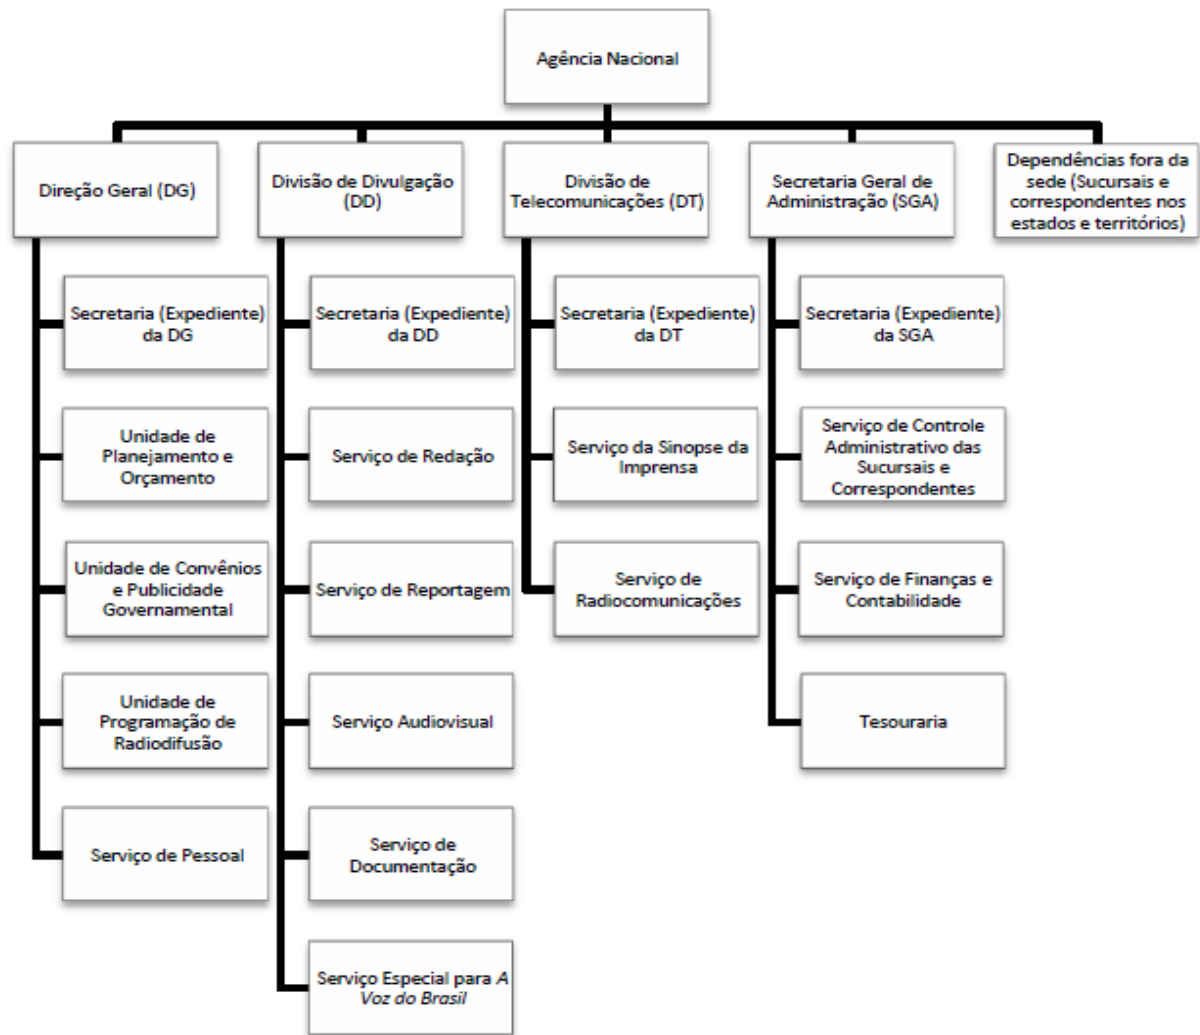 Agência Nacional
Direção Geral (DG)
Divisão de Divulgação
(DD)
Divisão de
Telecomunicações (DT)
Secretaria Geral de
Administração (SGA)
Dependências fora da
sede (Sucursais e
correspondentes nos
estados e territórios)
Secretaria (Expediente)
da DG
Secretaria (Expediente)
da DD
Secretaria (Expediente)
da DT
Secretaria (Expediente)
da SGA
Unidade de
Planejamento e
Orçamento
Serviço de Redação
Serviço da Sinopse da
Imprensa
Serviço de Controle
Administrativo das
Sucursais e
Correspondentes
Unidade de Convênios
e Publicidade
Governamental
Serviço de Reportagem
Serviço de
Radiocomunicações
Serviço de Finanças e
Contabilidade
Unidade de
Programação de
Radiodifusão
Serviço Audiovisual
Tesouraria
Serviço de Pessoal
Serviço de
Documentação
Serviço Especial para A
Voz do Brasil